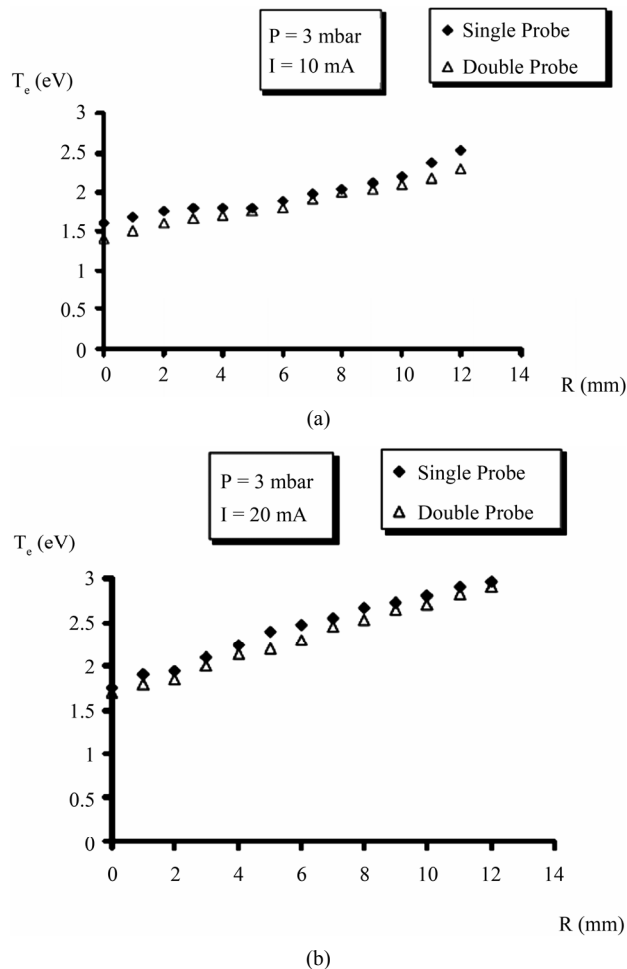 P = 3 mbar
I = 10 mA
Single Probe
Double Probe
T_e (eV)
3
2.5
2
1.5
1
0.5
0
0 2 4 6 8 10 12 14
R (mm)
(a)
P = 3 mbar
I = 20 mA
Single Probe
Double Probe
T_e (eV)
3
2.5
2
1.5
1
0.5
0
0 2 4 6 8 10 12 14
R (mm)
(b)